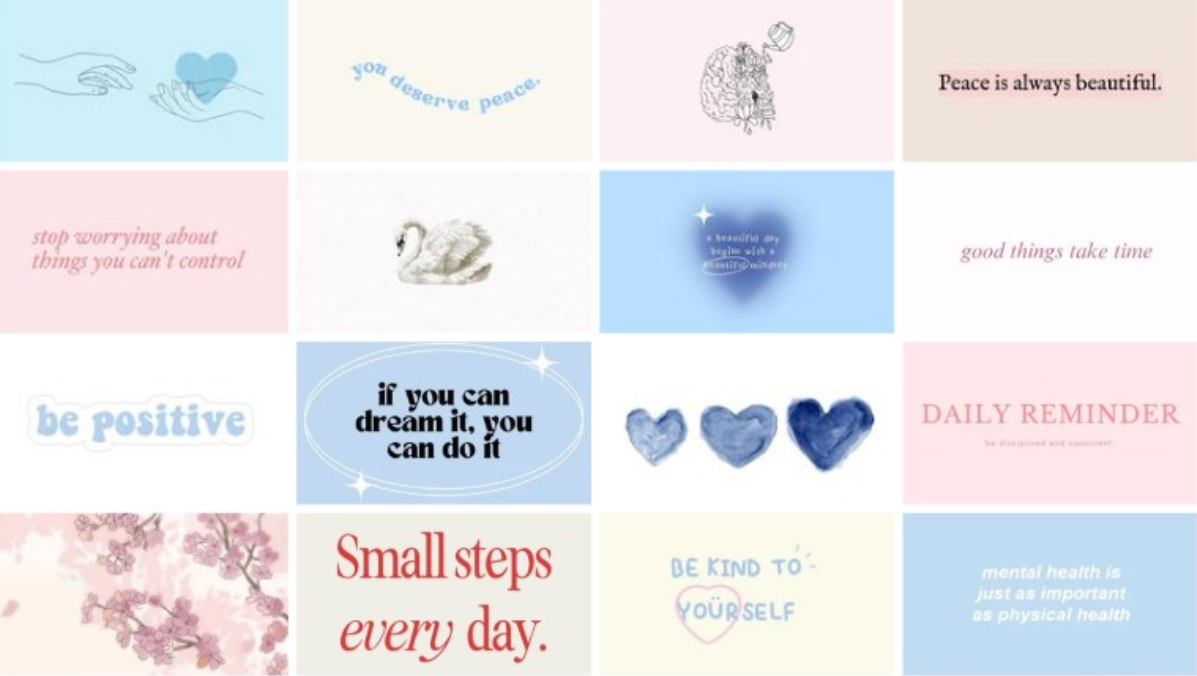 you deserve peace.
Peace is always beautiful.
stop worrying about
things you can't control
a beautiful day
begin with a
beautiful mindset
good things take time
be positive
if you can
dream it, you
can do it
DAILY REMINDER
be disciplined and consistent.
Small steps
every day.
BE KIND TO
YOÜRSELF
mental health is
just as important
as physical health